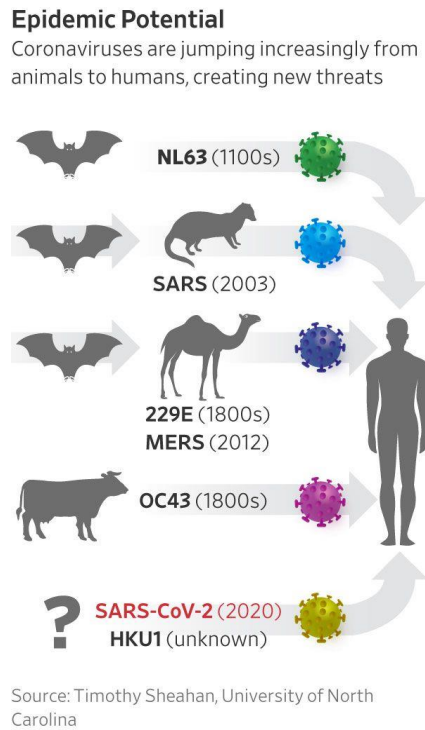 Epidemic Potential
Coronaviruses are jumping increasingly from
animals to humans, creating new threats
NL63 (1100s)
SARS (2003)
229E (1800s)
MERS (2012)
OC43 (1800s)
?
SARS-CoV-2 (2020)
HKU1 (unknown)
Source: Timothy Sheahan, University of North
Carolina